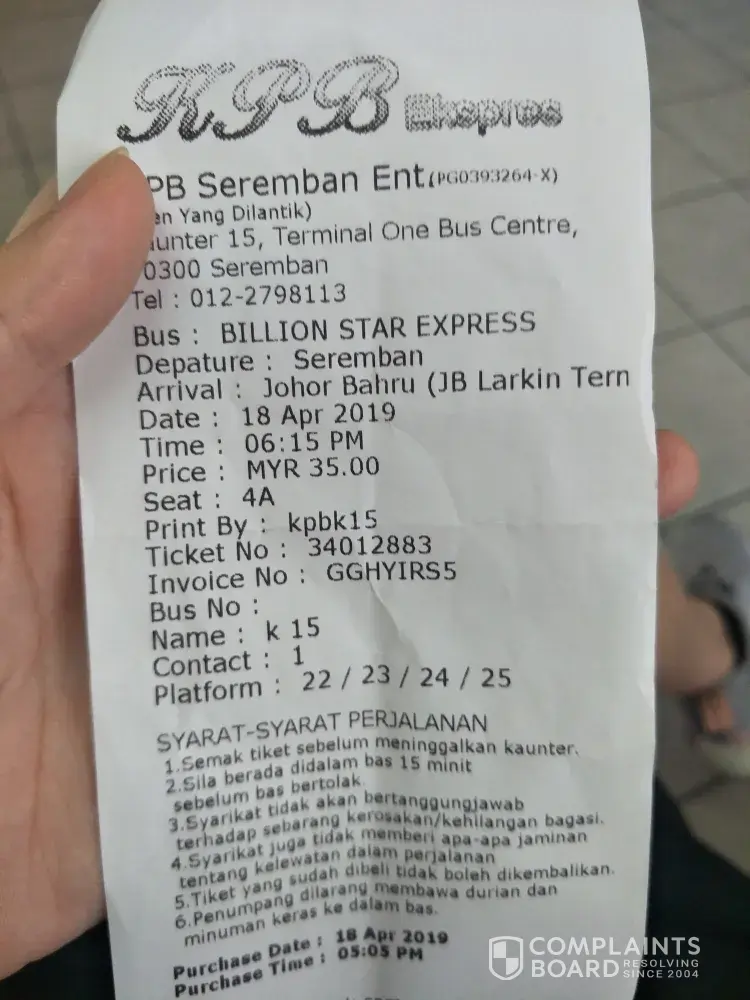 KPB Ekspres
PB Seremban Ent (PG0393264-X)
en Yang Dilantik)
unter 15, Terminal One Bus Centre,
0300 Seremban
Tel : 012-2798113
Bus : BILLION STAR EXPRESS
Depature : Seremban
Arrival : Johor Bahru (JB Larkin Tern
Date : 18 Apr 2019
Time : 06:15 PM
Price : MYR 35.00
Seat : 4A
Print By : kpbk15
Ticket No : 34012883
Invoice No : GGHYIRS5
Bus No :
Name : k 15
Contact : 1
Platform : 22 / 23 / 24 / 25
SYARAT-SYARAT PERJALANAN
1.Semak tiket sebelum meninggalkan kaunter.
2.Sila berada didalam bas 15 minit
sebelum bas bertolak.
3.Syarikat tidak akan bertanggungjawab
terhadap sebarang kerosakan/kehilangan bagasi.
4.Syarikat juga tidak memberi apa-apa jaminan
tentang kelewatan dalam perjalanan
5.Tiket yang sudah dibeli tidak boleh dikembalikan.
6.Penumpang dilarang membawa durian dan
minuman keras ke dalam bas.
Purchase Date : 18 Apr 2019
Purchase Time : 05:05 PM
COMPLAINTS
BOARD RESOLVING
SINCE 2004